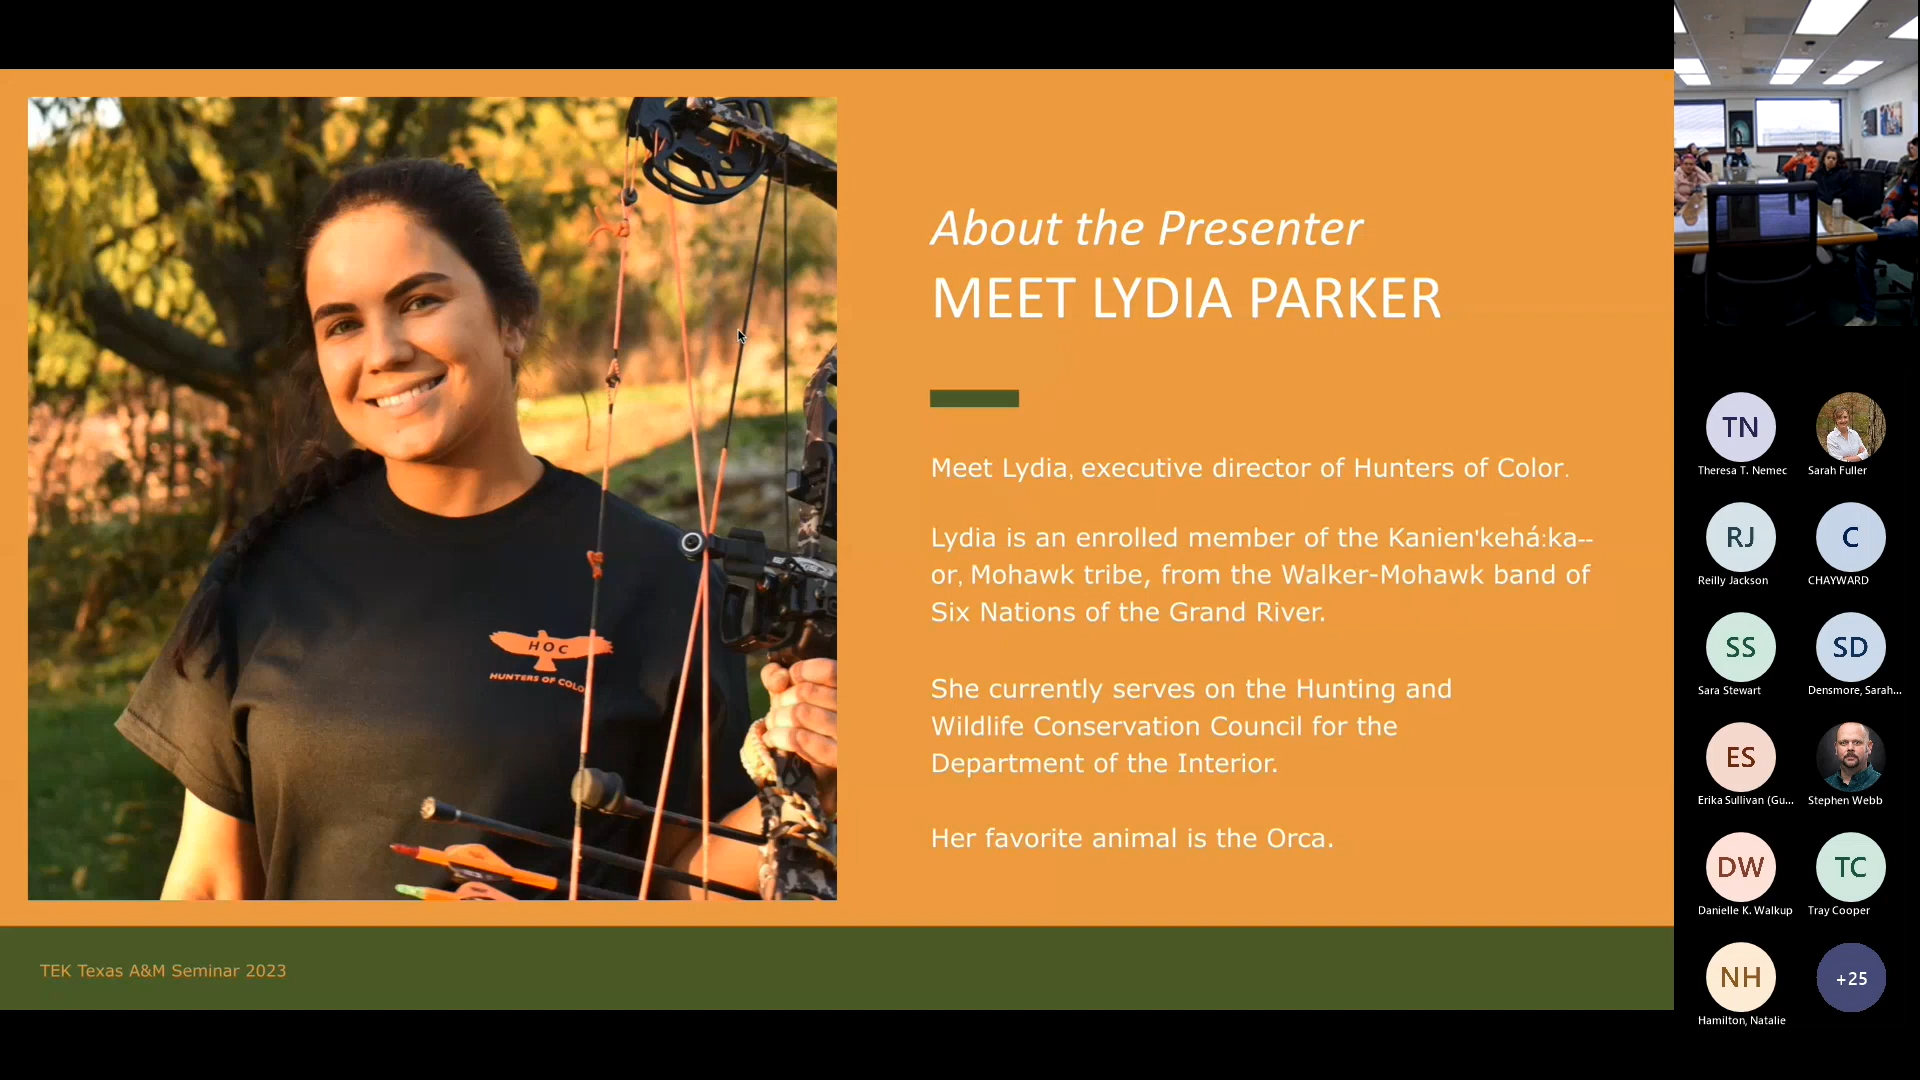 About the Presenter
MEET LYDIA PARKER
Meet Lydia, executive director of Hunters of Color.
Lydia is an enrolled member of the Kanien'kehá:ka--
or, Mohawk tribe, from the Walker-Mohawk band of
Six Nations of the Grand River.
She currently serves on the Hunting and
Wildlife Conservation Council for the
Department of the Interior.
Her favorite animal is the Orca.
HOC
HUNTERS OF COLO
TEK Texas A&M Seminar 2023
TN
Theresa T. Nemec
Sarah Fuller
RJ
Reilly Jackson
C
CHAYWARD
SS
Sara Stewart
SD
Densmore, Sarah...
ES
Erika Sullivan (Gu...
Stephen Webb
DW
Danielle K. Walkup
TC
Tray Cooper
NH
Hamilton, Natalie
+25